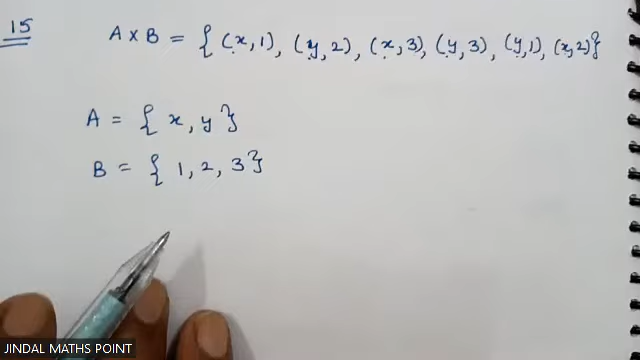 15
A × B = { (x, 1), (y, 2), (x, 3), (y, 3), (y, 1), (x, 2) }
A = { x, y }
B = { 1, 2, 3 }
JINDAL MATHS POINT